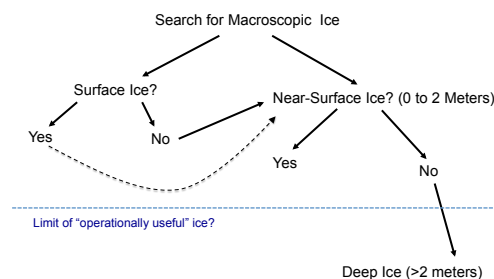 Search for Macroscopic Ice
Surface Ice?
Near-Surface Ice? (0 to 2 Meters)
Yes
No
Yes
No
Limit of “operationally useful” ice?
Deep Ice (>2 meters)